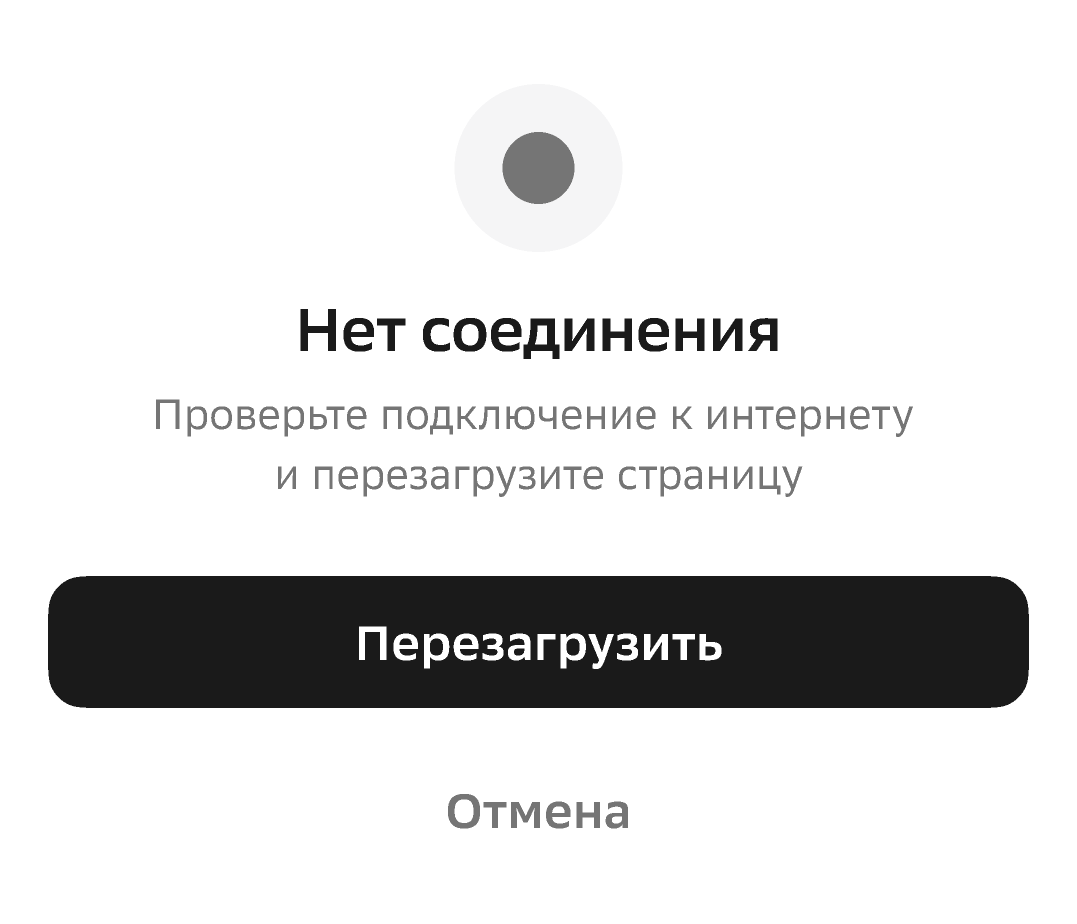 Нет соединения
Проверьте подключение к интернету
и перезагрузите страницу
Перезагрузить
Отмена